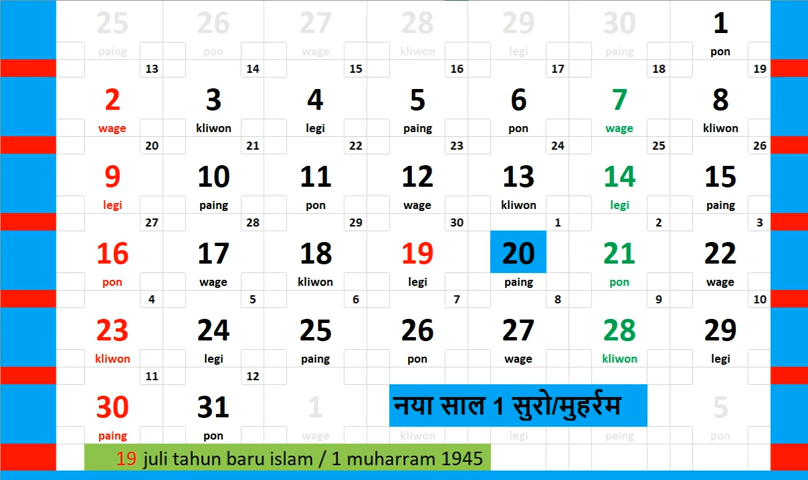 25 26 27 28 29 30 1
paing pon wage kliwon legi paing pon
13 14 15 16 17 18 19
2 3 4 5 6 7 8
wage kliwon legi paing pon wage kliwon
20 21 22 23 24 25 26
9 10 11 12 13 14 15
legi paing pon wage kliwon legi paing
27 28 29 30 1 2 3
16 17 18 19 20 21 22
pon wage kliwon legi paing pon wage
4 5 6 7 8 9 10
23 24 25 26 27 28 29
kliwon legi paing pon wage kliwon legi
11 12
30 31 1 नया साल 1 सुरो/मुहर्रम 5
paing pon wage kliwon legi paing pon
19 juli tahun baru islam / 1 muharram 1945